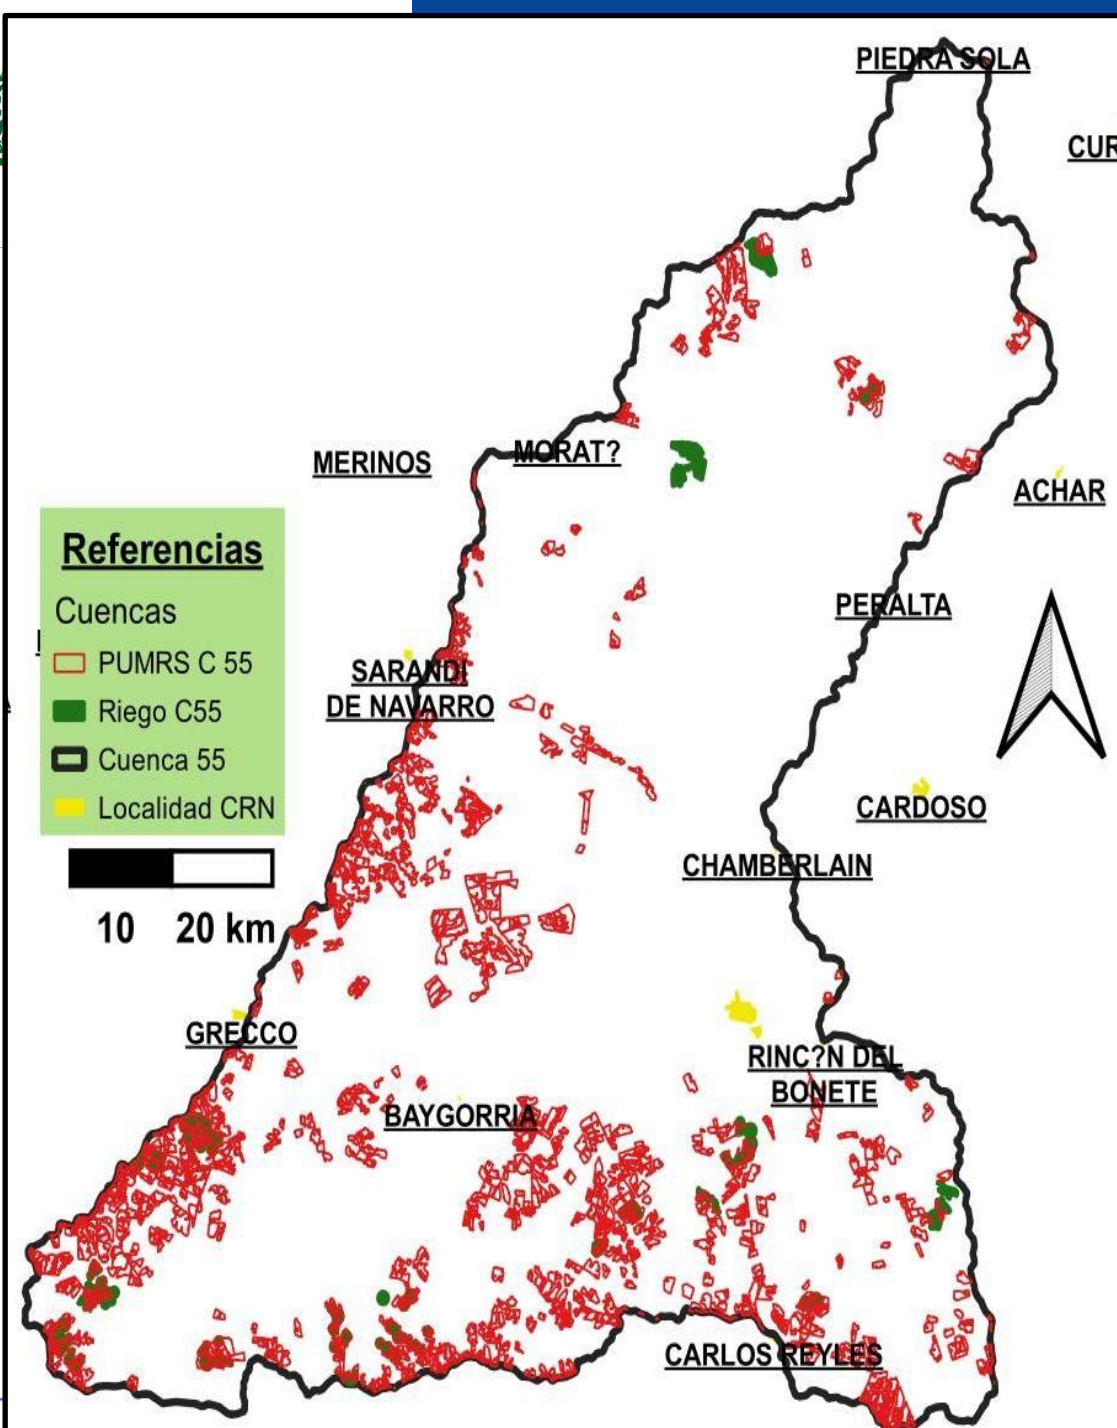 PIEDRA SOLA
CUR
MERINOS
MORAT?
ACHAR
Referencias
Cuencas
PUMRS C 55
Riego C55
Cuenca 55
Localidad CRN
10 20 km
PERALTA
SARANDI
DE NAVARRO
CARDOSO
CHAMBERLAIN
GRECCO
RINC?N DEL
BONETE
BAYGORRIA
CARLOS REYLES